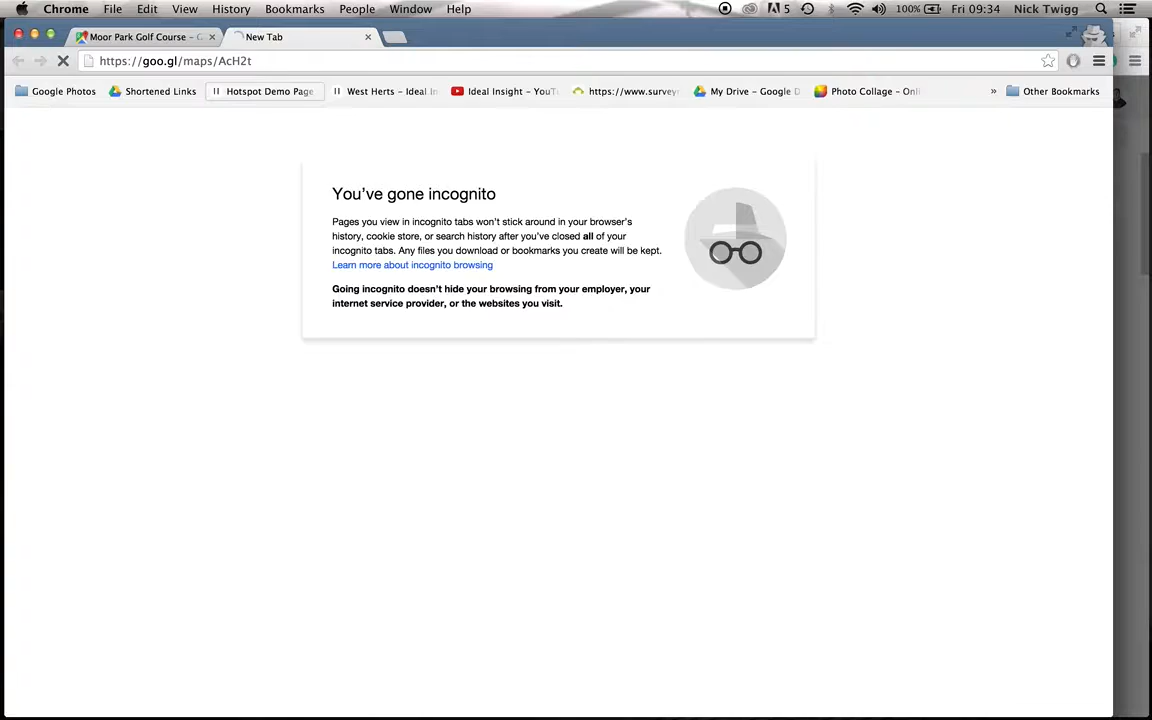 Chrome File Edit View History Bookmarks People Window Help 5 100% Fri 09:34 Nick Twigg
Moor Park Golf Course – G New Tab
https://goo.gl/maps/AcH2t
Google Photos Shortened Links Hotspot Demo Page West Herts – Ideal In Ideal Insight – YouT https://www.survey My Drive – Google D Photo Collage – Onli » Other Bookmarks
You've gone incognito
Pages you view in incognito tabs won't stick around in your browser's
history, cookie store, or search history after you've closed all of your
incognito tabs. Any files you download or bookmarks you create will be kept.
Learn more about incognito browsing
Going incognito doesn't hide your browsing from your employer, your
internet service provider, or the websites you visit.